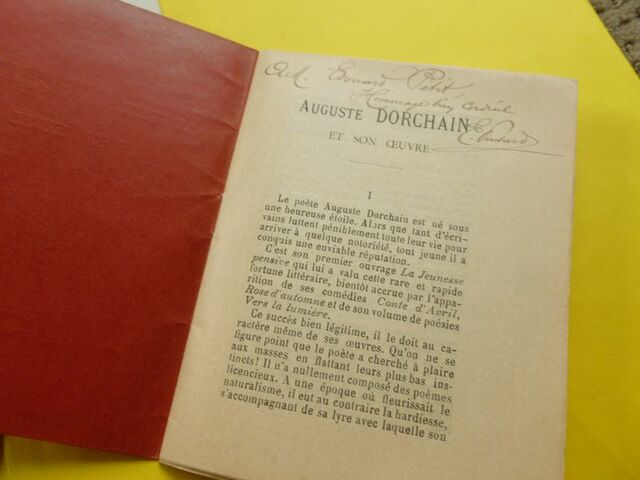 A M. Edouard Petit
Hommage bien cordial
AUGUSTE DORCHAIN
ET SON ŒUVRE
I
Le poète Auguste Dorchain est né sous
une heureuse étoile. Alors que tant d'écri-
vains luttent péniblement toute leur vie pour
arriver à quelque notoriété, tout jeune il a
conquis une enviable réputation.
C'est son premier ouvrage La Jeunesse
pensive qui lui a valu cette rare et rapide
fortune littéraire, bientôt accrue par l'appa-
rition de ses comédies Conte d'Avril,
Rose d'automne et de son volume de poésies
Vers la lumière.
Ce succès bien légitime, il le doit au ca-
ractère même de ses œuvres. Qu'on ne se
figure point que le poète a cherché à plaire
aux masses en flattant leurs plus bas ins-
tincts! Il n'a nullement composé des poèmes
licencieux. A une époque où fleurissait le
naturalisme, il eut au contraire la hardiesse,
s'accompagnant de sa lyre avec laquelle son